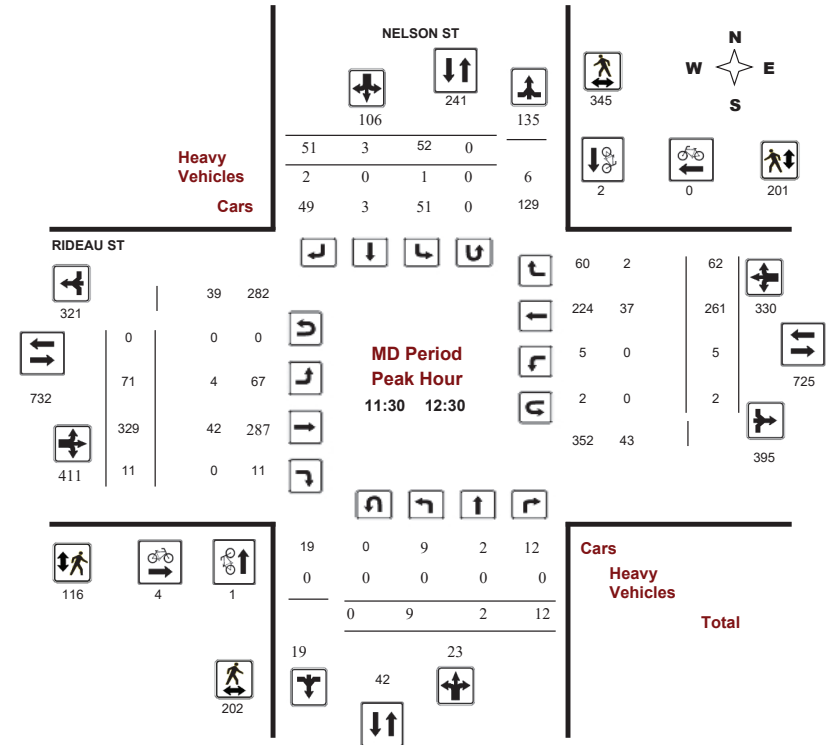 NELSON ST
N
W E
S
241
345
106
135
51 3 52 0
Heavy
Vehicles
2 0 1 0 6
Cars
49 3 51 0 129
2 0 201
RIDEAU ST
321
39 282
60 2 62
330
0 0 0
224 37 261
732
71 4 67
MD Period
Peak Hour
11:30 12:30
5 0 5
725
2 0 2
411
329 42 287
11 0 11
352 43
395
116 4 1
19 0 9 2 12
Cars
0 0 0 0 0
Heavy
Vehicles
0 9 2 12
Total
19
42
23
202